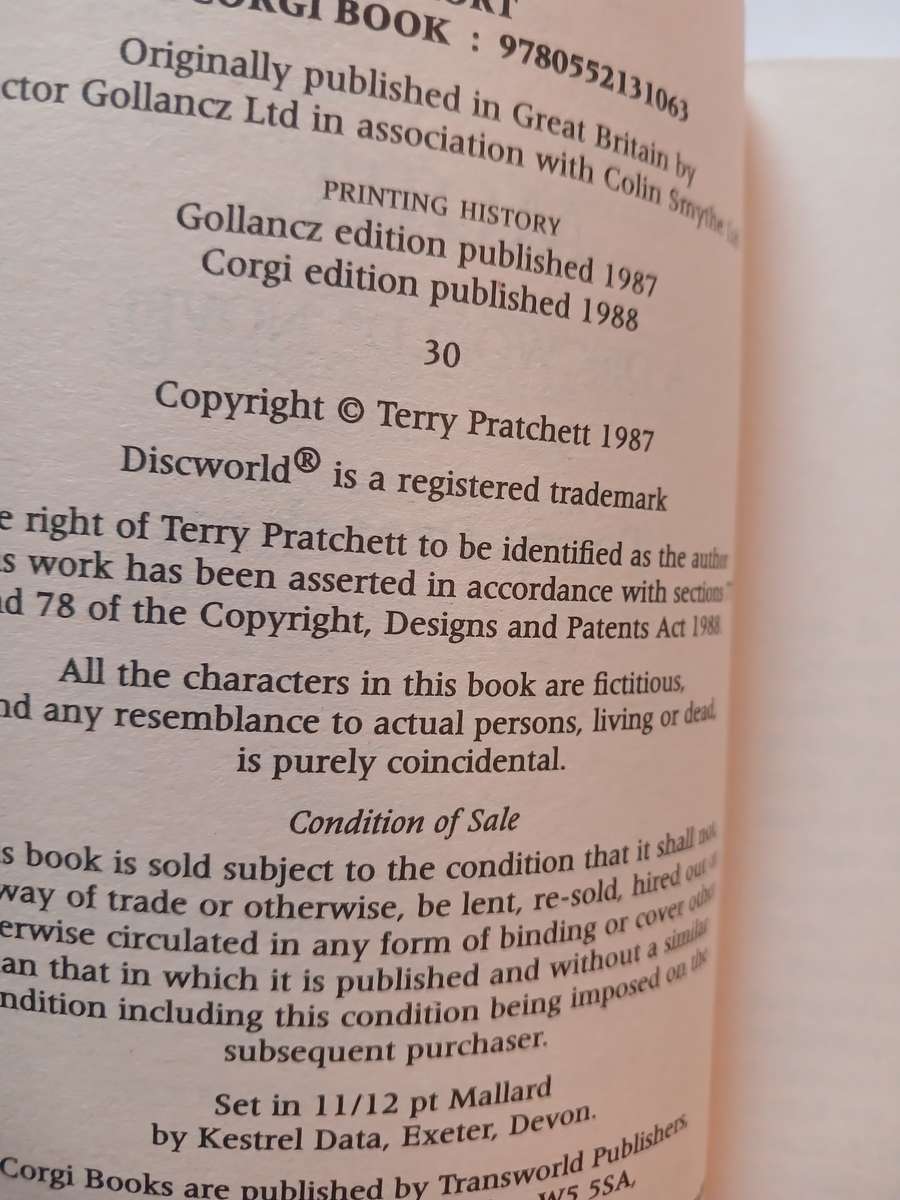 CORGI BOOK : 9780552131063
Originally published in Great Britain by
ctor Gollancz Ltd in association with Colin Smythe
PRINTING HISTORY
Gollancz edition published 1987
Corgi edition published 1988
30
Copyright © Terry Pratchett 1987
Discworld® is a registered trademark
e right of Terry Pratchett to be identified as the author
s work has been asserted in accordance with sections
nd 78 of the Copyright, Designs and Patents Act 1988
All the characters in this book are fictitious,
nd any resemblance to actual persons, living or dead,
is purely coincidental.
Condition of Sale
s book is sold subject to the condition that it shall not
way of trade or otherwise, be lent, re-sold, hired out
erwise circulated in any form of binding or cover other
an that in which it is published and without a similar
ndition including this condition being imposed on the
subsequent purchaser.
Set in 11/12 pt Mallard
by Kestrel Data, Exeter, Devon.
Corgi Books are published by Transworld Publishers,
W5 5SA,